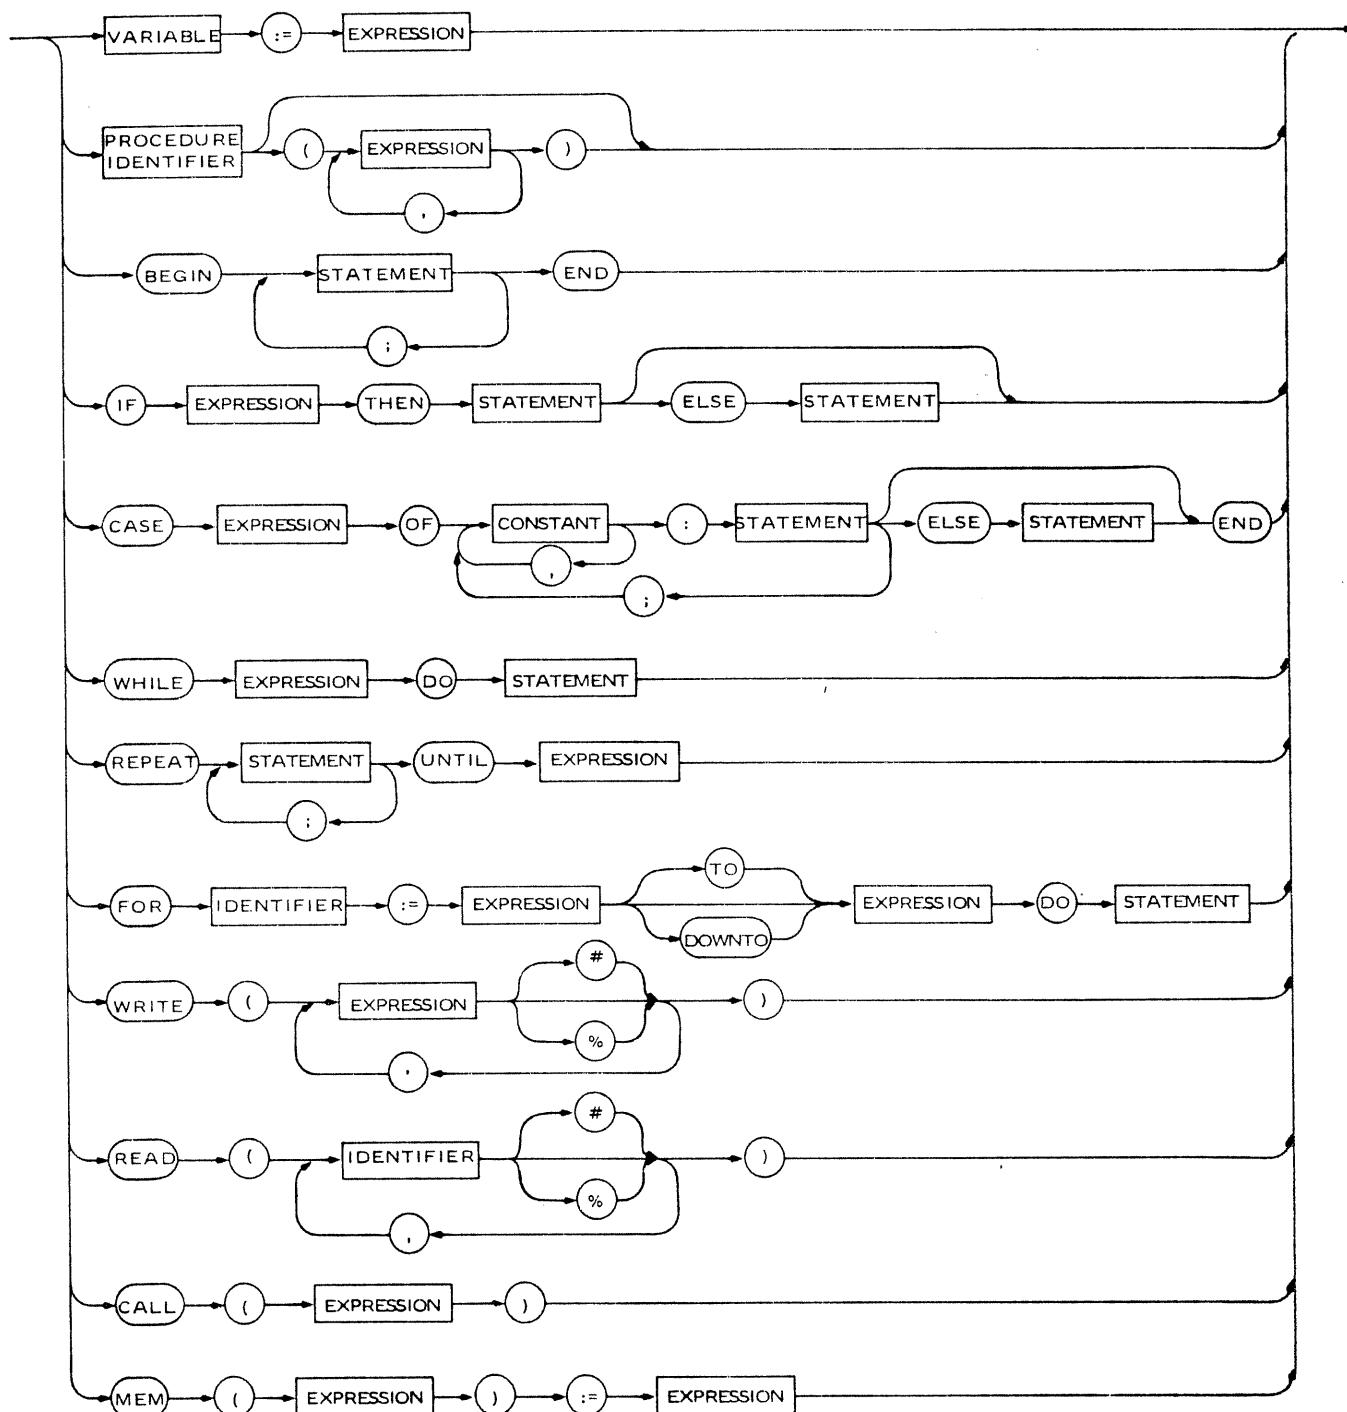 VARIABLE := EXPRESSION
PROCEDURE IDENTIFIER ( EXPRESSION )
,
BEGIN STATEMENT END
;
IF EXPRESSION THEN STATEMENT ELSE STATEMENT
CASE EXPRESSION OF CONSTANT : STATEMENT ELSE STATEMENT END
,
;
WHILE EXPRESSION DO STATEMENT
REPEAT STATEMENT UNTIL EXPRESSION
;
TO
FOR IDENTIFIER := EXPRESSION EXPRESSION DO STATEMENT
DOWNTO
#
WRITE ( EXPRESSION )
%
,
#
READ ( IDENTIFIER )
%
,
CALL ( EXPRESSION )
MEM ( EXPRESSION ) := EXPRESSION